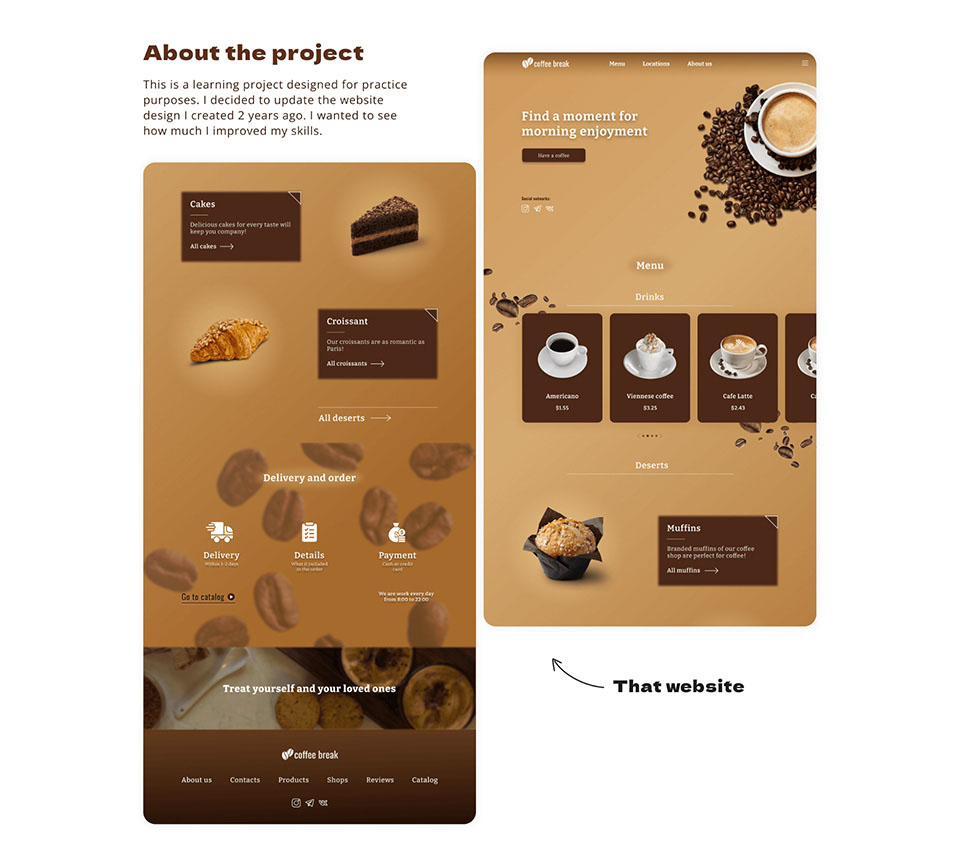 About the project
This is a learning project designed for practice
purposes. I decided to update the website
design I created 2 years ago. I wanted to see
how much I improved my skills.
coffee break
Menu Locations About us
Find a moment for
morning enjoyment
Have a coffee
Social networks:
Menu
Drinks
Americano
$1.55
Viennese coffee
$3.25
Cafe Latte
$2.43
Deserts
Muffins
Branded muffins of our coffee
shop are perfect for coffee!
All muffins
That website
Cakes
Delicious cakes for every taste will
keep you company!
All cakes
Croissant
Our croissants are as romantic as
Paris!
All croissants
All deserts
Delivery and order
Delivery
Within 1-2 days
Details
What if included
in the order
Payment
Cash or credit
card
Go to catalog
We are work every day
from 8:00 to 22:00
Treat yourself and your loved ones
coffee break
About us Contacts Products Shops Reviews Catalog